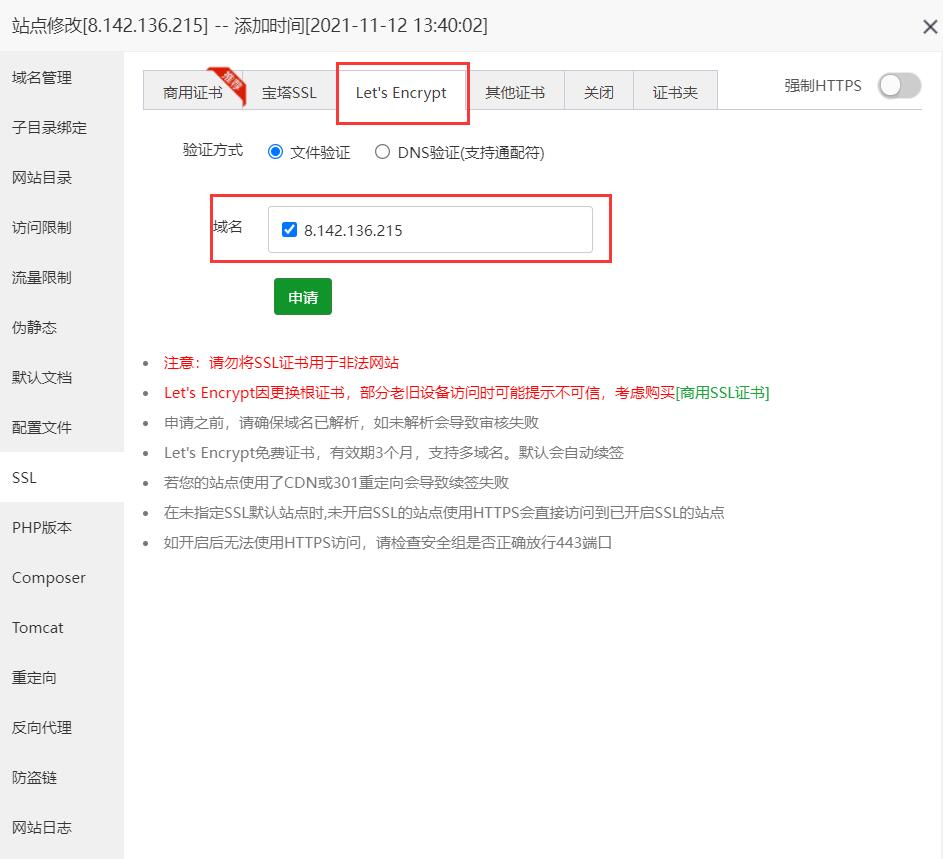 站点修改[8.142.136.215] -- 添加时间[2021-11-12 13:40:02]
域名管理
子目录绑定
网站目录
访问限制
流量限制
伪静态
默认文档
配置文件
SSL
PHP版本
Composer
Tomcat
重定向
反向代理
防盗链
网站日志
商用证书 推荐 宝塔SSL Let's Encrypt 其他证书 关闭 证书夹 强制HTTPS
验证方式 文件验证 DNS验证(支持通配符)
域名 8.142.136.215
申请
注意：请勿将SSL证书用于非法网站
Let's Encrypt因更换根证书，部分老旧设备访问时可能提示不可信，考虑购买[商用SSL证书]
申请之前，请确保域名已解析，如未解析会导致审核失败
Let's Encrypt免费证书，有效期3个月，支持多域名。默认会自动续签
若您的站点使用了CDN或301重定向会导致续签失败
在未指定SSL默认站点时,未开启SSL的站点使用HTTPS会直接访问到已开启SSL的站点
如开启后无法使用HTTPS访问，请检查安全组是否正确放行443端口